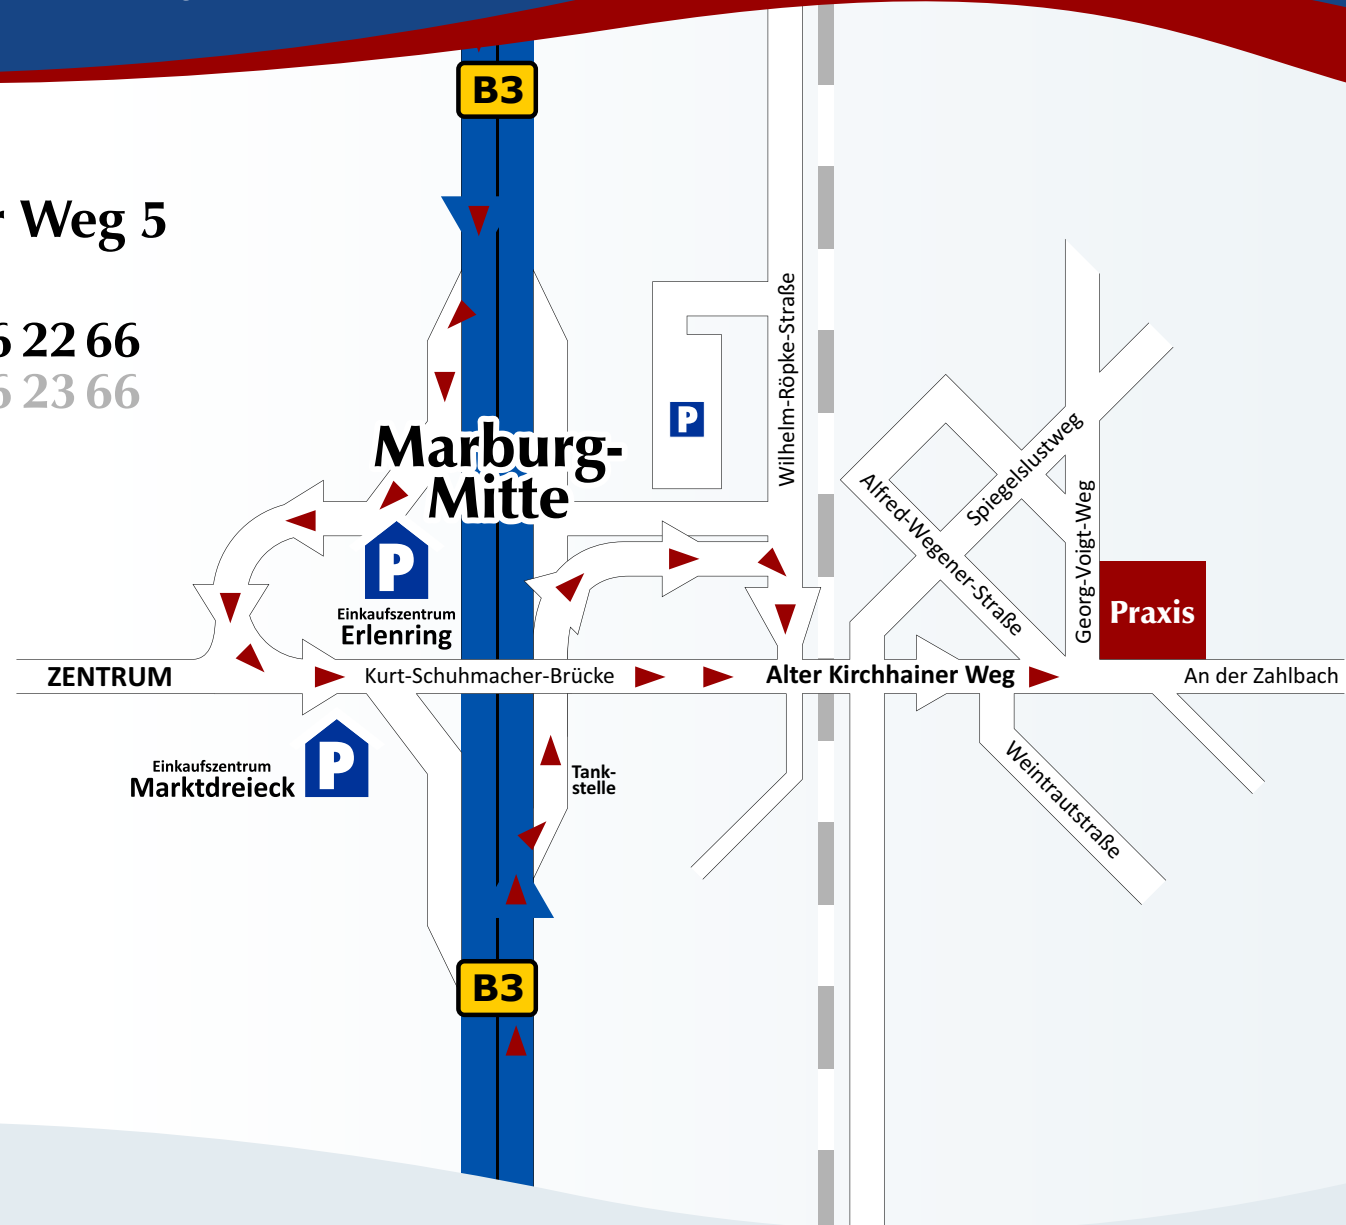 B3
Weg 5
22 66
23 66
Wilhelm-Röpke-Straße
P
Marburg-
Mitte
Spiegelslustweg
Alfred-Wegener-Straße
Georg-Voigt-Weg
P
Einkaufszentrum
Erlenring
Praxis
ZENTRUM
Kurt-Schuhmacher-Brücke
Alter Kirchhainer Weg
An der Zahlbach
P
Einkaufszentrum
Marktdreieck
Tank-
stelle
Weintrautstraße
B3